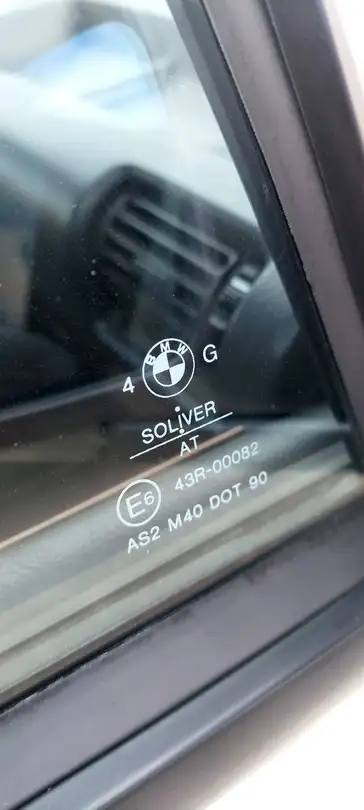 4 BMW G
SOLIVER
AT
E6 43R-00082
AS2 M40 DOT 90